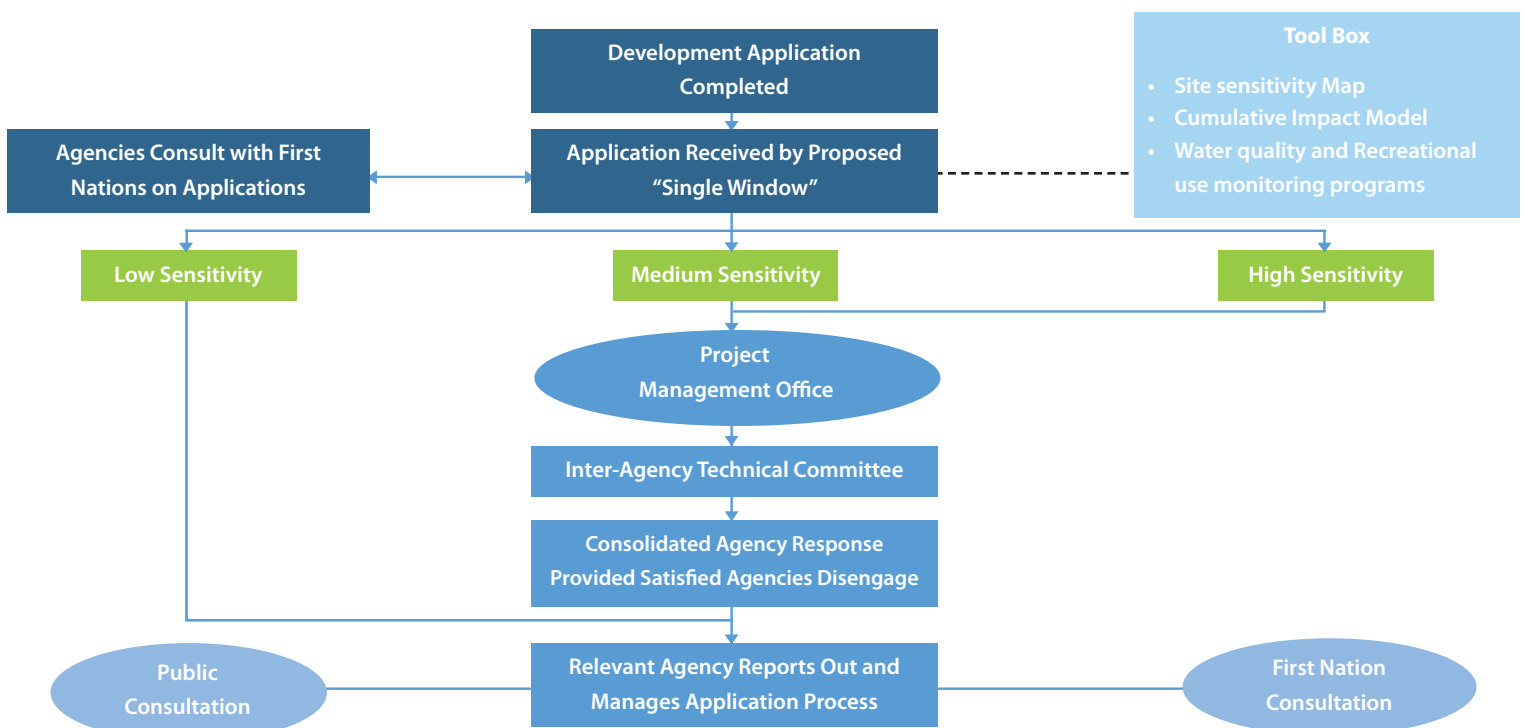 Development Application
Completed
Tool Box
• Site sensitivity Map
• Cumulative Impact Model
• Water quality and Recreational
use monitoring programs
Agencies Consult with First
Nations on Applications
Application Received by Proposed
“Single Window”
Low Sensitivity
Medium Sensitivity
High Sensitivity
Project
Management Office
Inter-Agency Technical Committee
Consolidated Agency Response
Provided Satisfied Agencies Disengage
Public
Consultation
Relevant Agency Reports Out and
Manages Application Process
First Nation
Consultation